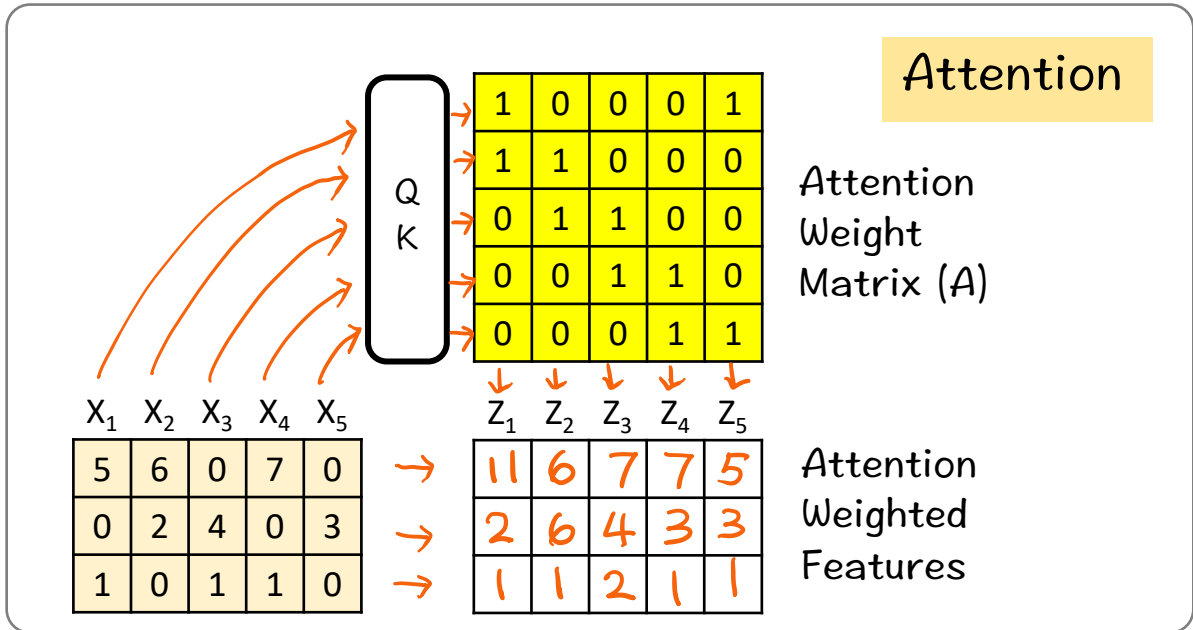 Attention
Q
K
1 0 0 0 1
1 1 0 0 0
0 1 1 0 0
0 0 1 1 0
0 0 0 1 1
Attention
Weight
Matrix (A)
X₁ X₂ X₃ X₄ X₅
Z₁ Z₂ Z₃ Z₄ Z₅
5 6 0 7 0
0 2 4 0 3
1 0 1 1 0
11 6 7 7 5
2 6 4 3 3
1 1 2 1 1
Attention
Weighted
Features